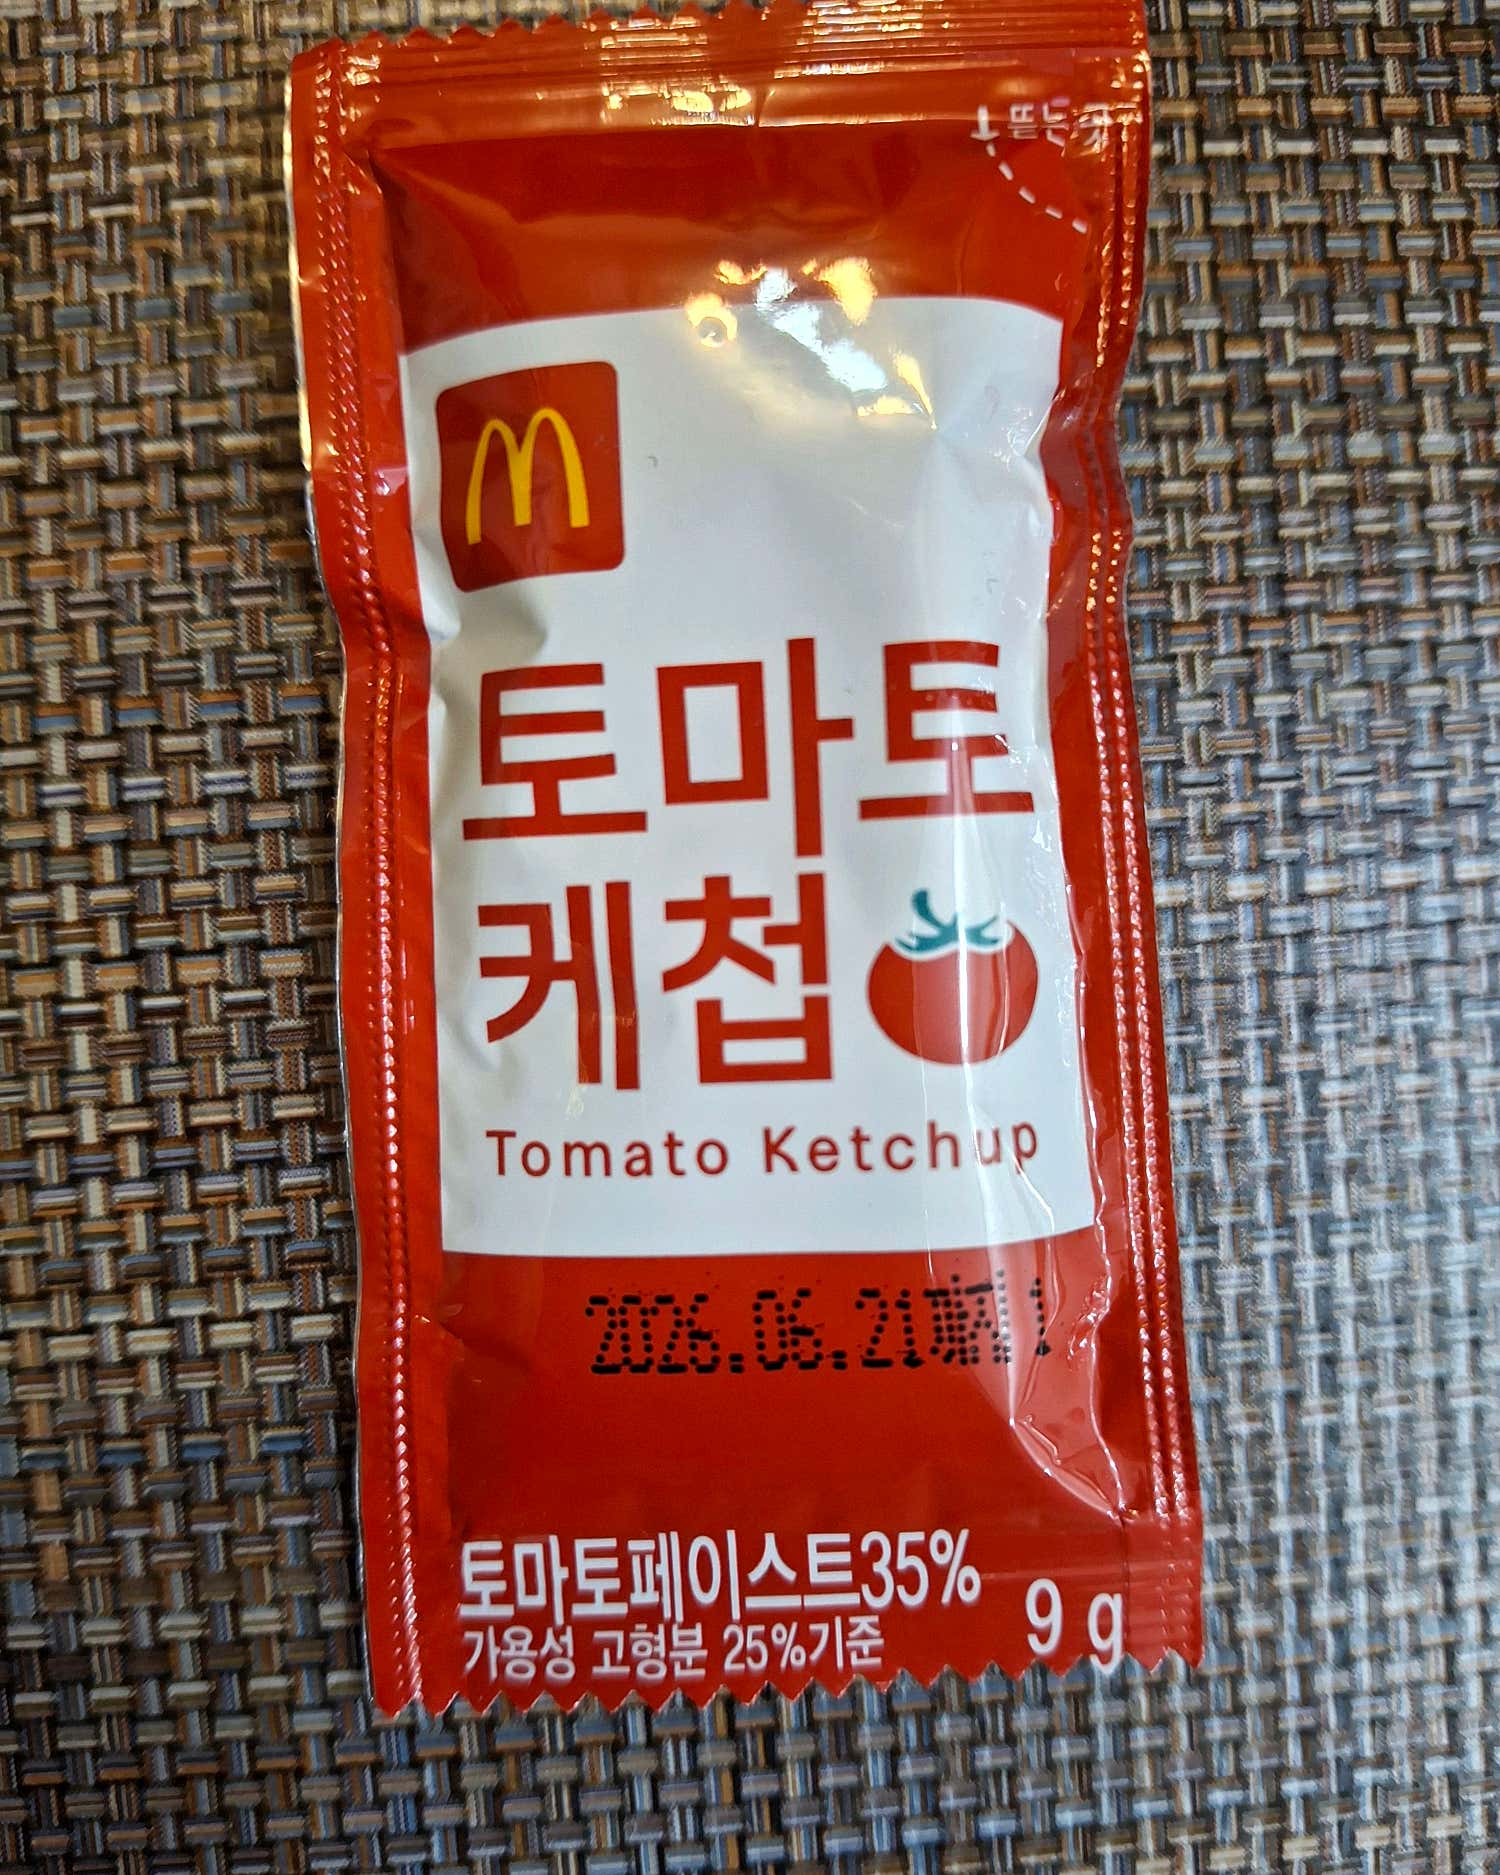 뜯는곳
토마토
케첩
Tomato Ketchup
2026.06.21까지
토마토페이스트35%
가용성 고형분 25%기준
9 g